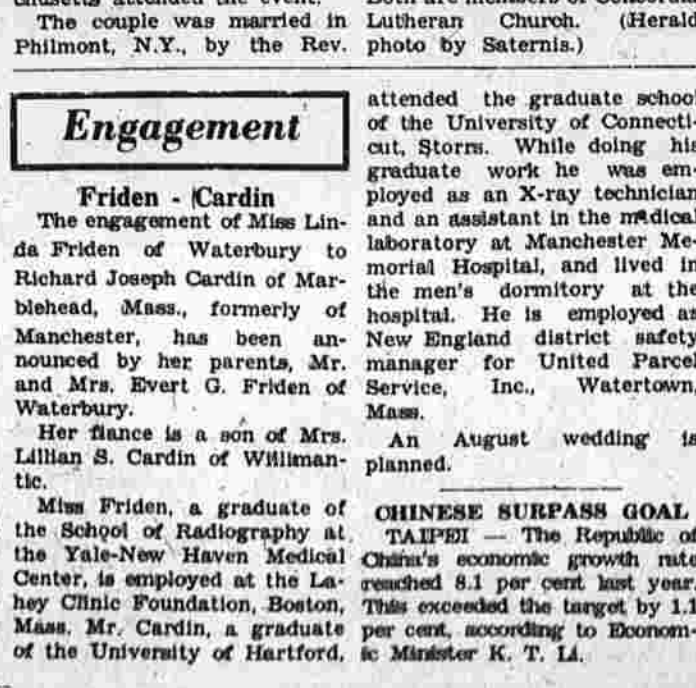 The couple was married in
Philmont, N.Y., by the Rev.
Lutheran Church. (Herald
photo by Saternis.)
Engagement
Friden - Cardin
The engagement of Miss Lin-
da Friden of Waterbury to
Richard Joseph Cardin of Mar-
blehead, Mass., formerly of
Manchester, has been an-
nounced by her parents, Mr.
and Mrs. Evert G. Friden of
Waterbury.
Her fiance is a son of Mrs.
Lillian S. Cardin of Williman-
tic.
Miss Friden, a graduate of
the School of Radiography at
the Yale-New Haven Medical
Center, is employed at the La-
hey Clinic Foundation, Boston,
Mass. Mr. Cardin, a graduate
of the University of Hartford,
attended the graduate school
of the University of Connecti-
cut, Storrs. While doing his
graduate work he was em-
ployed as an X-ray technician
and an assistant in the medical
laboratory at Manchester Me-
morial Hospital, and lived in
the men's dormitory at the
hospital. He is employed as
New England district safety
manager for United Parcel
Service, Inc., Watertown,
Mass.
An August wedding is
planned.
CHINESE SURPASS GOAL
TAIPEI — The Republic of
China's economic growth rate
reached 8.1 per cent last year.
This exceeded the target by
per cent, according to Econom-
ic Minister K. T. Li.